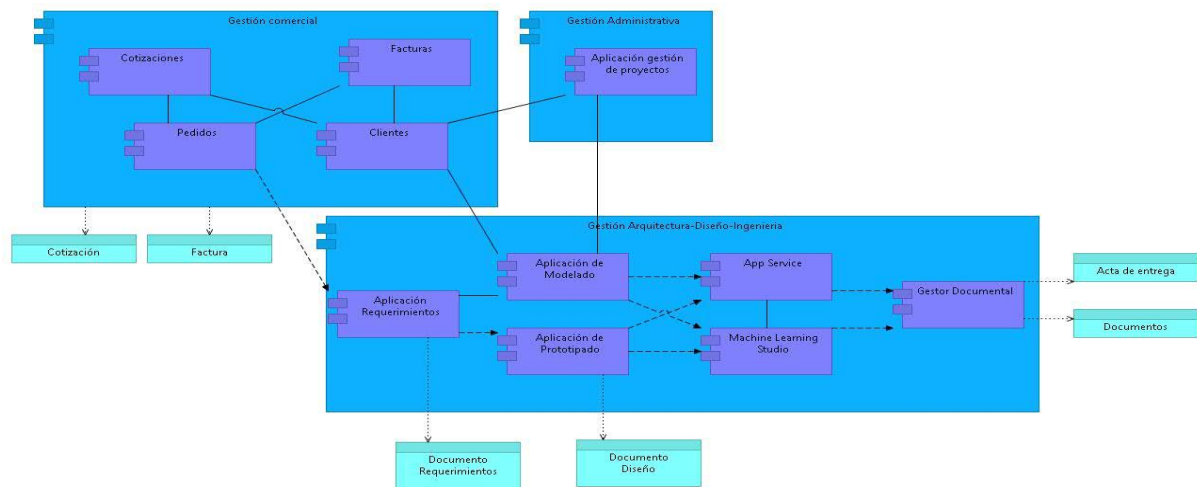 Gestión comercial
Gestión Administrativa
Cotizaciones
Facturas
Aplicación gestión
de proyectos
Pedidos
Clientes
Gestión Arquitectura-Diseño-Ingenieria
Cotización
Factura
Aplicación de
Modelado
App Service
Acta de entrega
Aplicación
Requerimientos
Gestor Documental
Aplicación de
Prototipado
Machine Learning
Studio
Documentos
Documento
Requerimientos
Documento
Diseño